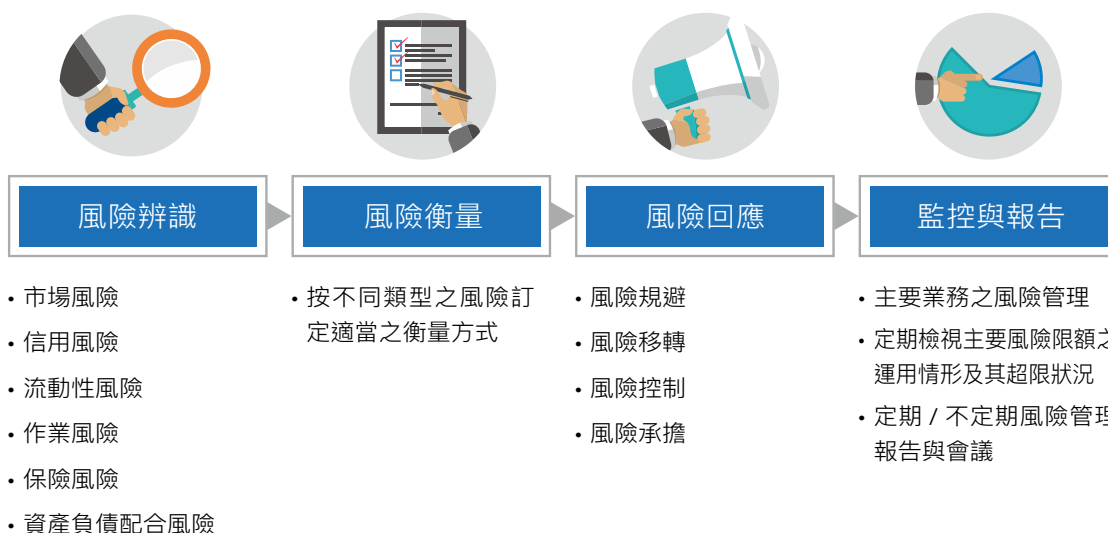 風險辨識
• 市場風險
• 信用風險
• 流動性風險
• 作業風險
• 保險風險
• 資產負債配合風險
風險衡量
• 按不同類型之風險訂
定適當之衡量方式
風險回應
• 風險規避
• 風險移轉
• 風險控制
• 風險承擔
監控與報告
• 主要業務之風險管理
• 定期檢視主要風險限額之
運用情形及其超限狀況
• 定期 / 不定期風險管理
報告與會議